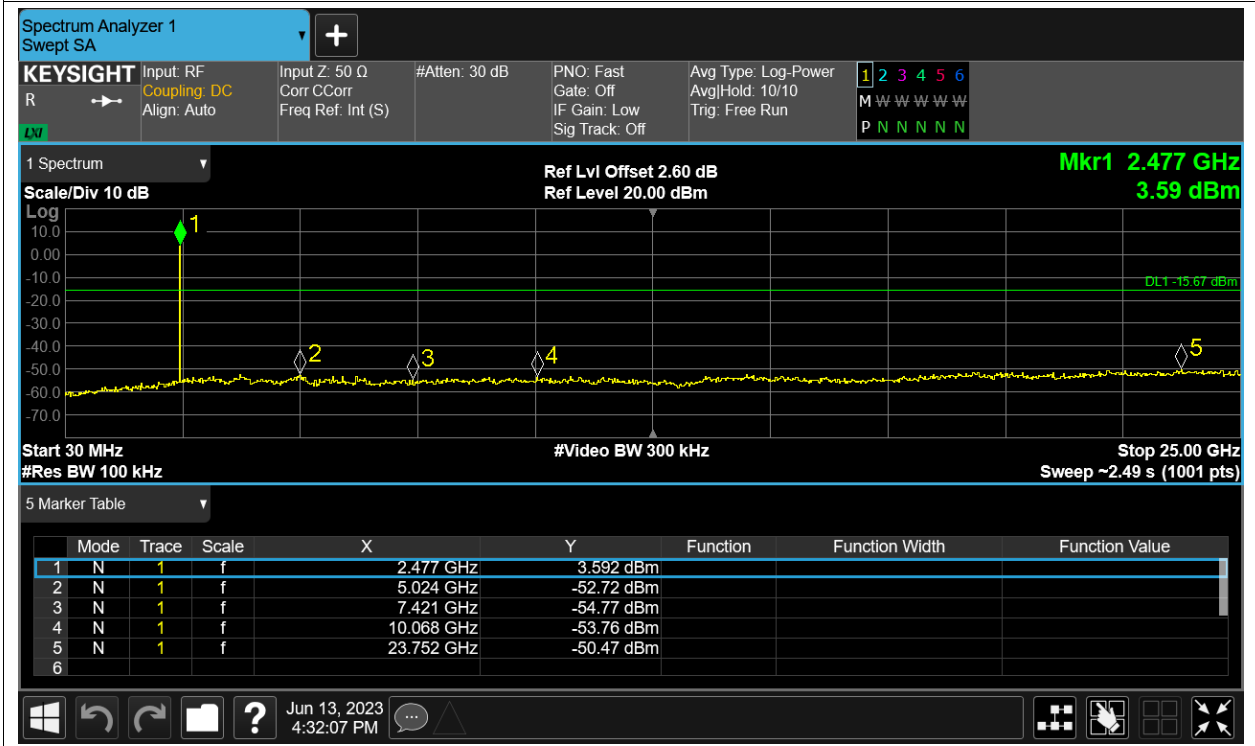 Spectrum Analyzer 1
Swept SA
+
KEYSIGHT
R
LXI
Input: RF
Coupling: DC
Align: Auto
Input Z: 50 Ω
Corr CCorr
Freq Ref: Int (S)
#Atten: 30 dB
PNO: Fast
Gate: Off
IF Gain: Low
Sig Track: Off
Avg Type: Log-Power
Avg|Hold: 10/10
Trig: Free Run
1 2 3 4 5 6
M W W W W W
P N N N N N
1 Spectrum
Scale/Div 10 dB
Ref Lvl Offset 2.60 dB
Ref Level 20.00 dBm
Mkr1 2.477 GHz
3.59 dBm
Log
10.0
0.00
-10.0
-20.0
-30.0
-40.0
-50.0
-60.0
-70.0
1
2
3
4
5
DL1 -15.67 dBm
Start 30 MHz
#Video BW 300 kHz
Stop 25.00 GHz
#Res BW 100 kHz
Sweep ~2.49 s (1001 pts)
5 Marker Table
Mode Trace Scale X Y Function Function Width Function Value
1 N 1 f 2.477 GHz 3.592 dBm
2 N 1 f 5.024 GHz -52.72 dBm
3 N 1 f 7.421 GHz -54.77 dBm
4 N 1 f 10.068 GHz -53.76 dBm
5 N 1 f 23.752 GHz -50.47 dBm
6
?
Jun 13, 2023
4:32:07 PM